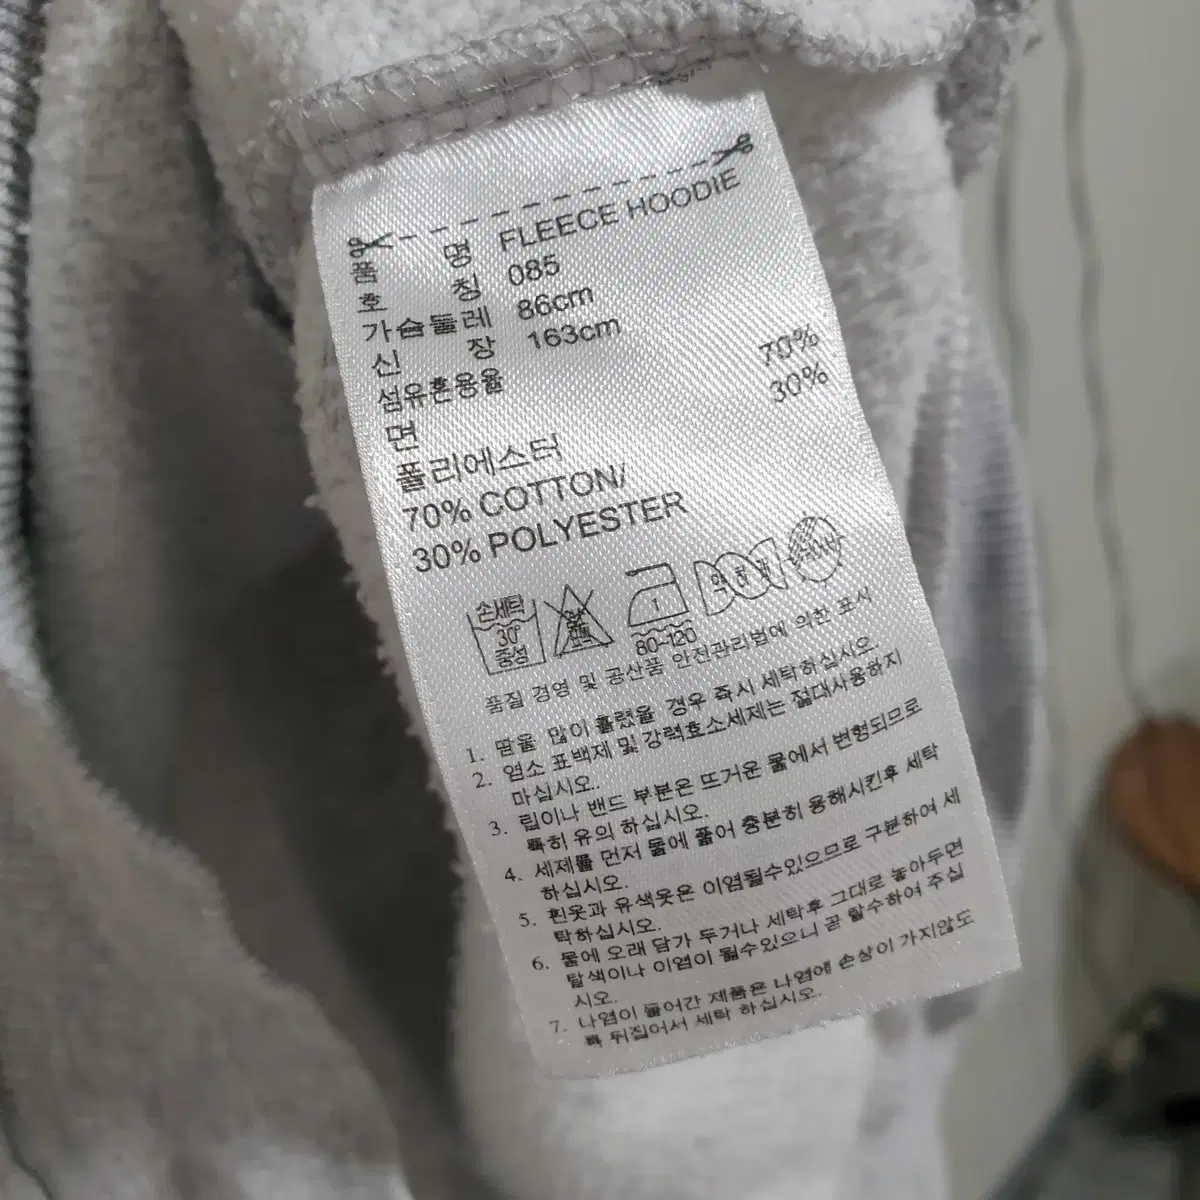 품 명 FLEECE HOODIE
호 칭 085
가슴둘레 86cm
신 장 163cm
섬유혼용율
면 70%
폴리에스터 30%
70% COTTON/
30% POLYESTER
손세탁
30°
중성
1
80~120
품질 경영 및 공산품 안전관리법에 의한 표시
1. 땀을 많이 흘렸을 경우 즉시 세탁하십시오.
2. 염소 표백제 및 강력효소세제는 절대사용하지
마십시오.
3. 립이나 밴드 부분은 뜨거운 물에서 변형되므로
특히 유의 하십시오.
4. 세제를 먼저 물에 풀어 충분히 용해시킨후 세탁
하십시오.
5. 흰옷과 유색옷은 이염될수있으므로 구분하여 세
탁하십시오.
6. 물에 오래 담가 두거나 세탁후 그대로 놓아두면
탈색이나 이염이 될수있으니 곧 탈수하여 주십
시오.
7. 나염이 들어간 제품은 나염에 손상이 가지않도
록 뒤집어서 세탁 하십시오.